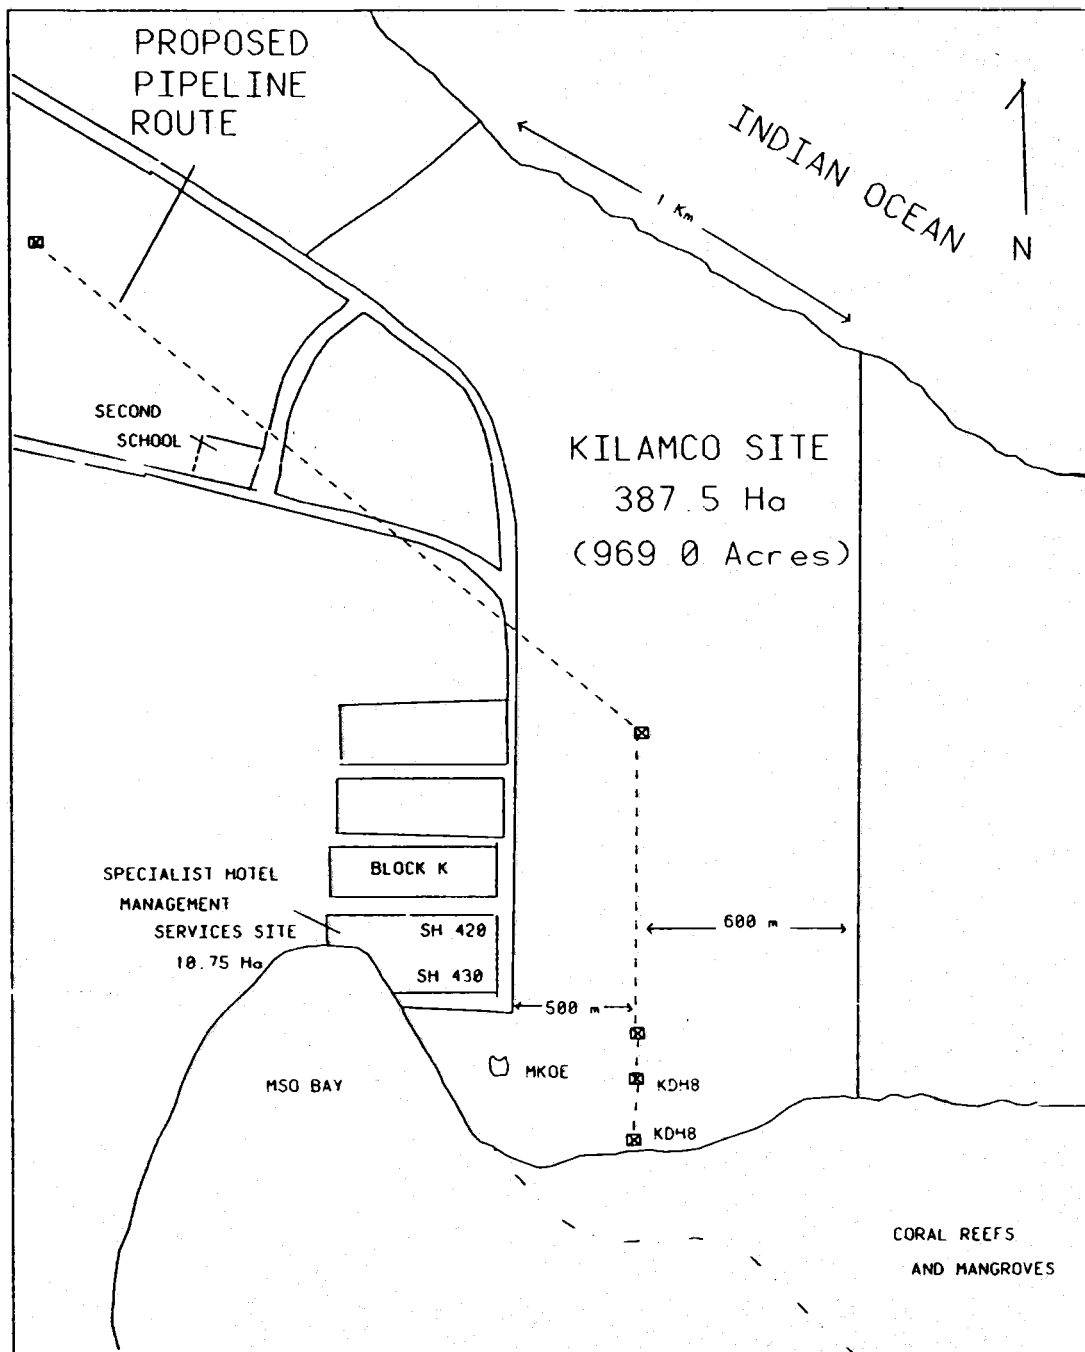 PROPOSED
PIPELINE
ROUTE
INDIAN OCEAN
1 Km
N
SECOND
SCHOOL
KILAMCO SITE
387.5 Ha
(969 0 Acres)
BLOCK K
SPECIALIST HOTEL
MANAGEMENT
SERVICES SITE
10.75 Ha
SH 420
SH 430
600 m
500 m
MSO BAY
MKOE
KDH8
KDH8
CORAL REEFS
AND MANGROVES